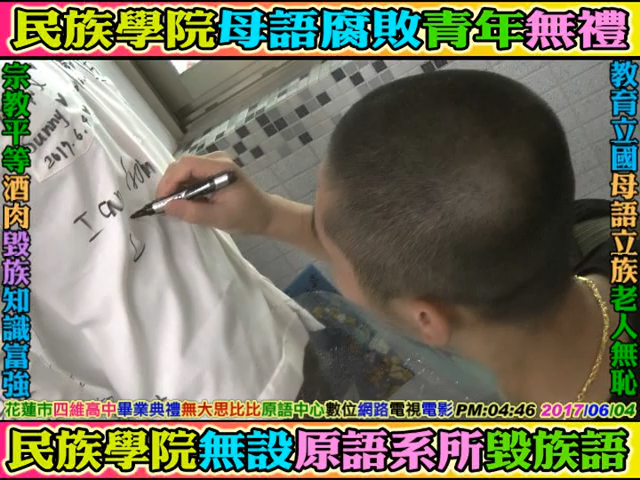 民族學院母語腐敗青年無禮
宗教平等酒肉毀族知識富強
教育立國母語立族老人無恥
Sunny
2017.6.4
I am
花蓮市四維高中畢業典禮無大思比比原語中心數位網路電視電影PM:04:46 2017/06/04
民族學院無設原語系所毀族語